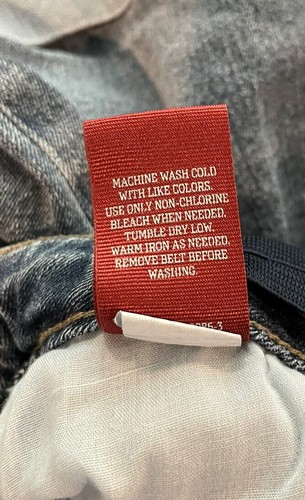 MACHINE WASH COLD
WITH LIKE COLORS.
USE ONLY NON-CHLORINE
BLEACH WHEN NEEDED.
TUMBLE DRY LOW.
WARM IRON AS NEEDED.
REMOVE BELT BEFORE
WASHING.